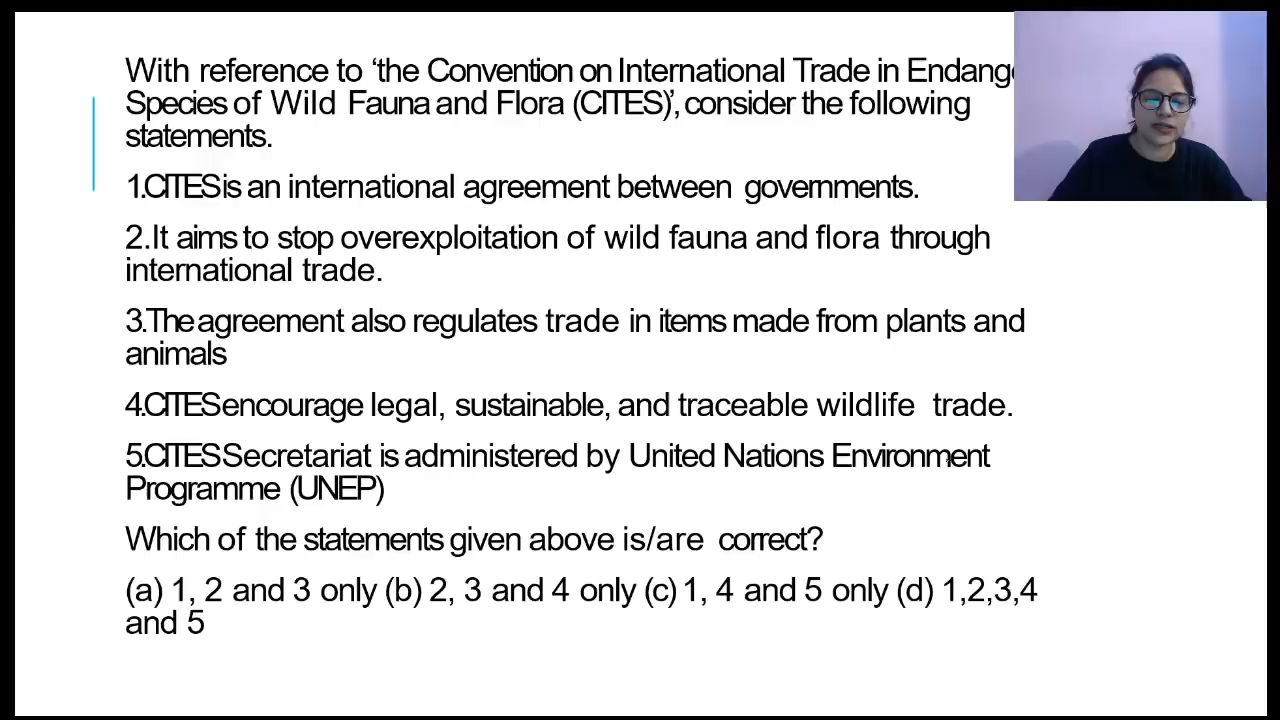 With reference to ‘the Convention on International Trade in
Species of Wild Fauna and Flora (CITES)’, consider the following
statements.
1.CITES is an international agreement between governments.
2.It aims to stop overexploitation of wild fauna and flora through
international trade.
3.The agreement also regulates trade in items made from plants and
animals
4.CITES encourage legal, sustainable, and traceable wildlife trade.
5.CITES Secretariat is administered by United Nations Environment
Programme (UNEP)
Which of the statements given above is/are correct?
(a) 1, 2 and 3 only (b) 2, 3 and 4 only (c) 1, 4 and 5 only (d) 1,2,3,4
and 5